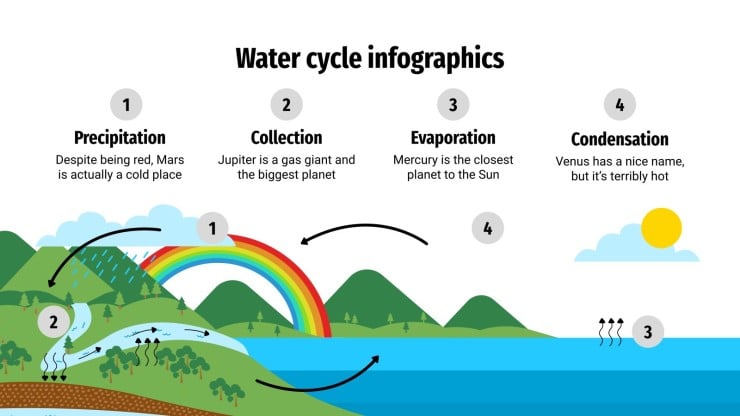 Water cycle infographics
1
2
3
4
Precipitation
Collection
Evaporation
Condensation
Despite being red, Mars
is actually a cold place
Jupiter is a gas giant and
the biggest planet
Mercury is the closest
planet to the Sun
Venus has a nice name,
but it's terribly hot
1
4
2
3